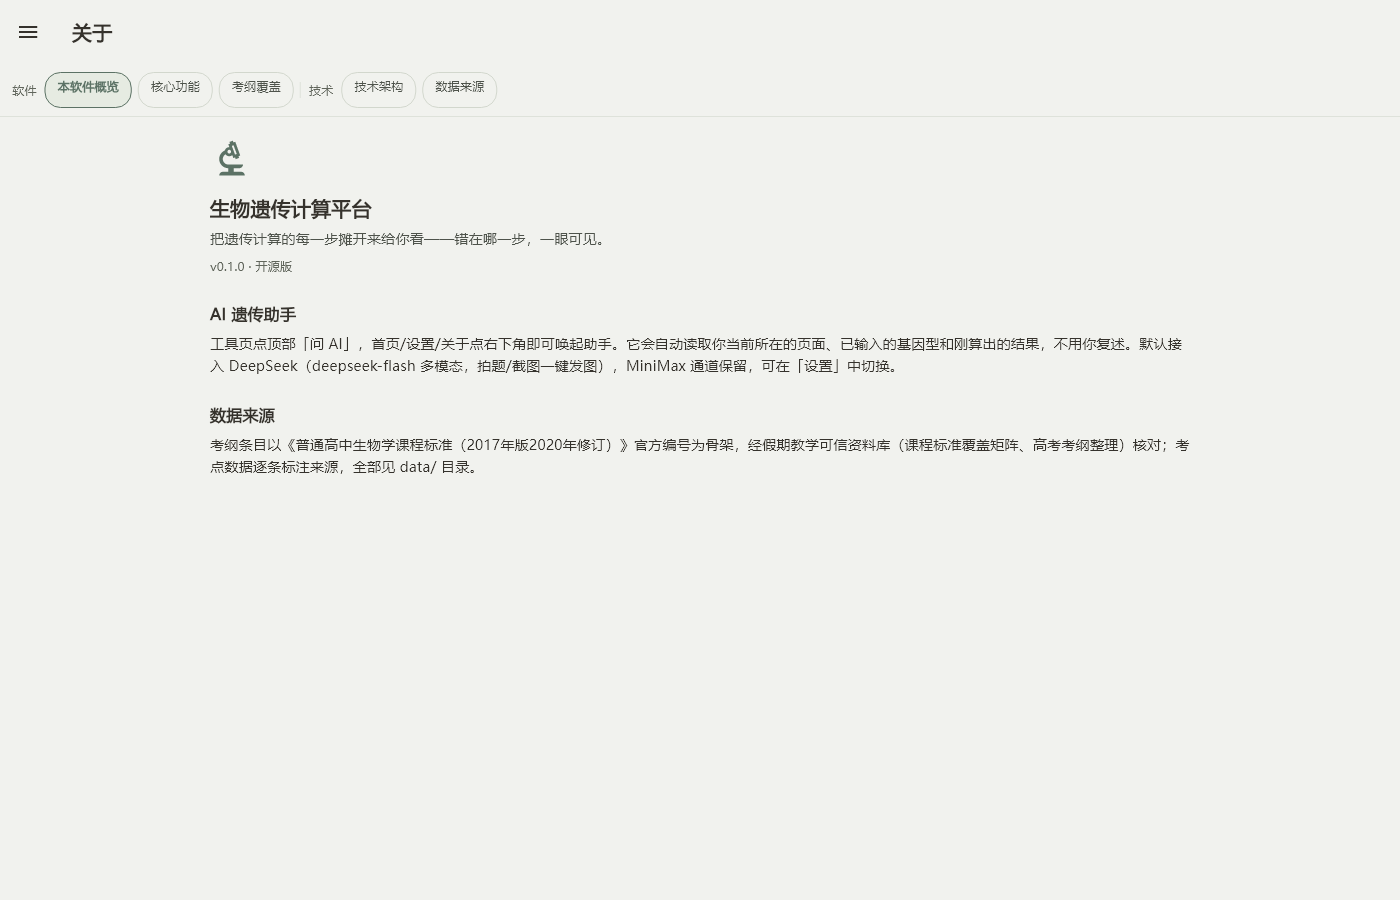 关于
软件 本软件概览 核心功能 考纲覆盖 技术 技术架构 数据来源
生物遗传计算平台
把遗传计算的每一步摊开来给你看——错在哪一步，一眼可见。
v0.1.0 · 开源版
AI 遗传助手
工具页点顶部「问 AI」，首页/设置/关于点右下角即可唤起助手。它会自动读取你当前所在的页面、已输入的基因型和刚算出的结果，不用你复述。默认接
入 DeepSeek（deepseek-flash 多模态，拍题/截图一键发图），MiniMax 通道保留，可在「设置」中切换。
数据来源
考纲条目以《普通高中生物学课程标准（2017年版2020年修订）》官方编号为骨架，经假期教学可信资料库（课程标准覆盖矩阵、高考考纲整理）核对；考
点数据逐条标注来源，全部见 data/ 目录。